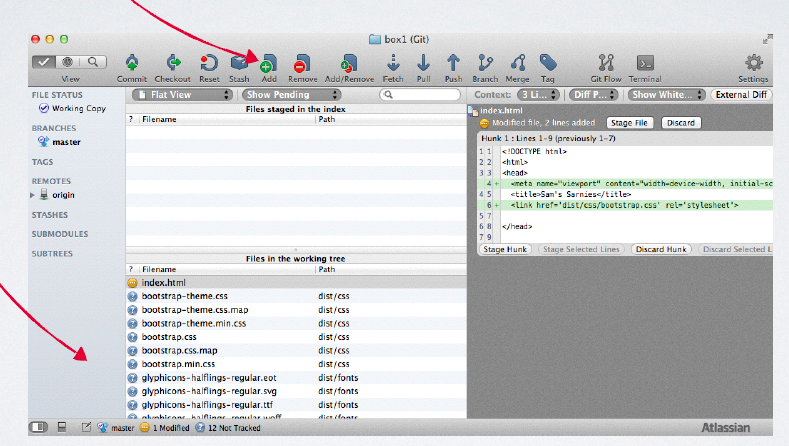 box1 (Git)
View Commit Checkout Reset Stash Add Remove Add/Remove Fetch Pull Push Branch Merge Tag Git Flow Terminal Settings
FILE STATUS
Working Copy
BRANCHES
master
TAGS
REMOTES
origin
STASHES
SUBMODULES
SUBTREES
Flat View Show Pending
Files staged in the index
? Filename Path
Files in the working tree
? Filename Path
index.html
bootstrap-theme.css dist/css
bootstrap-theme.css.map dist/css
bootstrap-theme.min.css dist/css
bootstrap.css dist/css
bootstrap.css.map dist/css
bootstrap.min.css dist/css
glyphicons-halflings-regular.eot dist/fonts
glyphicons-halflings-regular.svg dist/fonts
glyphicons-halflings-regular.ttf dist/fonts
glyphicons-halflings-regular.woff dist/fonts
Context: 3 Li... Diff P... Show White... External Diff
index.html
Modified file, 2 lines added Stage File Discard
Hunk 1 : Lines 1-9 (previously 1-7)
1 1 <!DOCTYPE html>
2 2 <html>
3 3 <head>
4 + <meta name="viewport" content="width=device-width, initial-sc
4 5 <title>Sam's Sarnies</title>
6 + <link href='dist/css/bootstrap.css' rel='stylesheet'>
5 7
6 8 </head>
7 9
Stage Hunk Stage Selected Lines Discard Hunk Discard Selected L
master 1 Modified 12 Not Tracked Atlassian